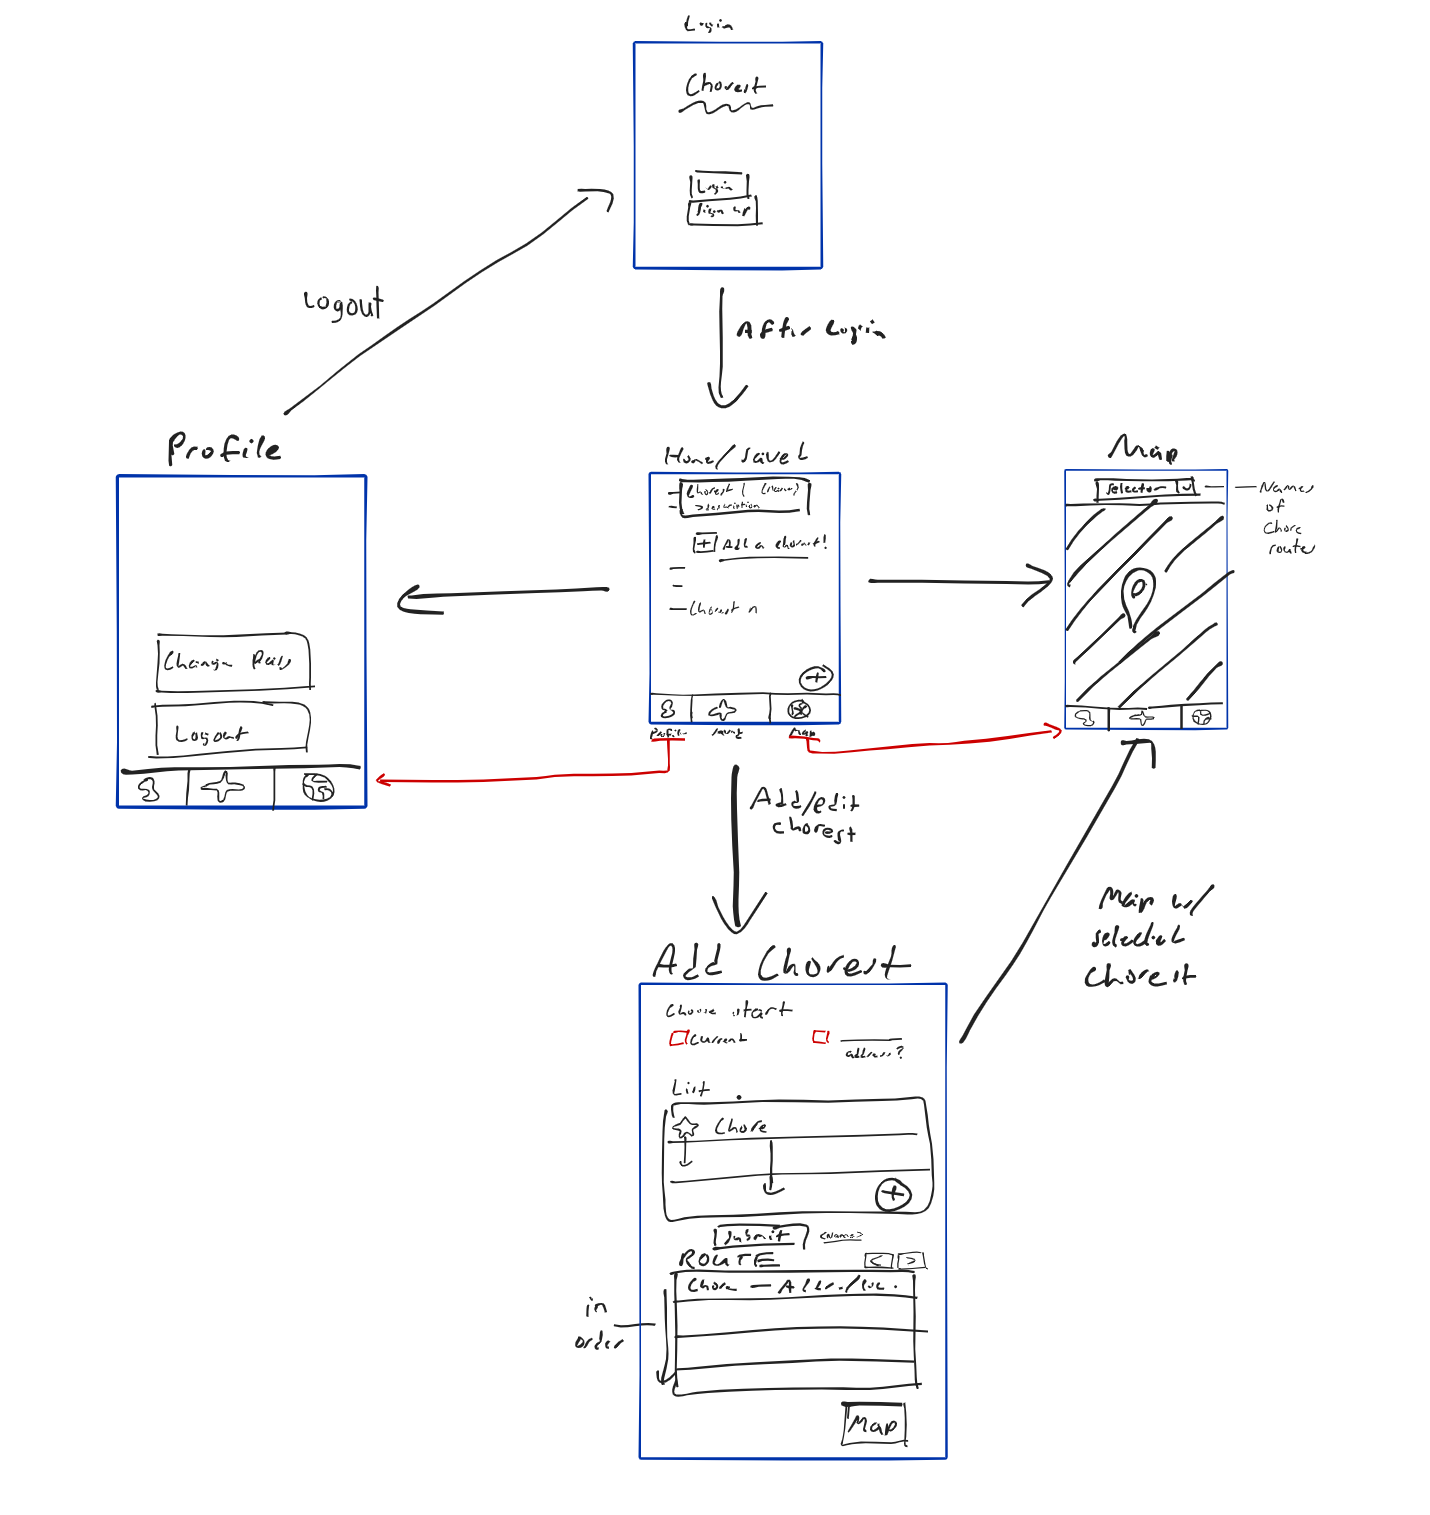 Login
Chorest
Login
Sign up
Logout
After Login
Profile
Change Pass
Logout
Home/Saved
Chorest 1 (Name)
> description
+ Add a chorest!
Chorest n
+
Profile
saved
Map
Map
selector
Names
of
Chore
route
Add/edit
chorest
Map w/
selected
Chorest
Add Chorest
Choose start
Current
address?
List
Chore
+
Submit
<Name>
ROUTE
< >
Chore — Addr./Loc.
in
order
Map